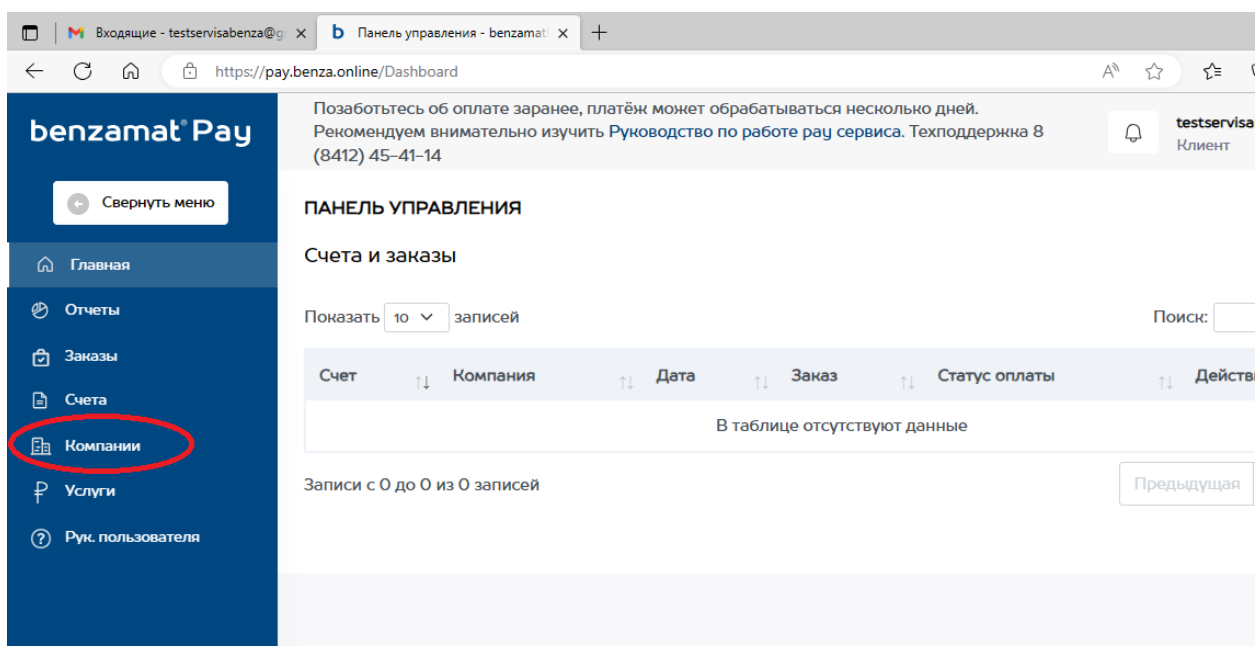 Входящие - testservisabenza@g
b Панель управления - benzamat
https://pay.benza.online/Dashboard
benzamat® Pay
Позаботьтесь об оплате заранее, платёж может обрабатываться несколько дней.
Рекомендуем внимательно изучить Руководство по работе pay сервиса. Техподдержка 8
(8412) 45-41-14
testservisa
Клиент
Свернуть меню
ПАНЕЛЬ УПРАВЛЕНИЯ
Счета и заказы
Главная
Отчеты
Заказы
Счета
Компании
Услуги
Рук. пользователя
Показать 10 записей
Поиск:
Счет Компания Дата Заказ Статус оплаты Действ
В таблице отсутствуют данные
Записи с 0 до 0 из 0 записей
Предыдущая